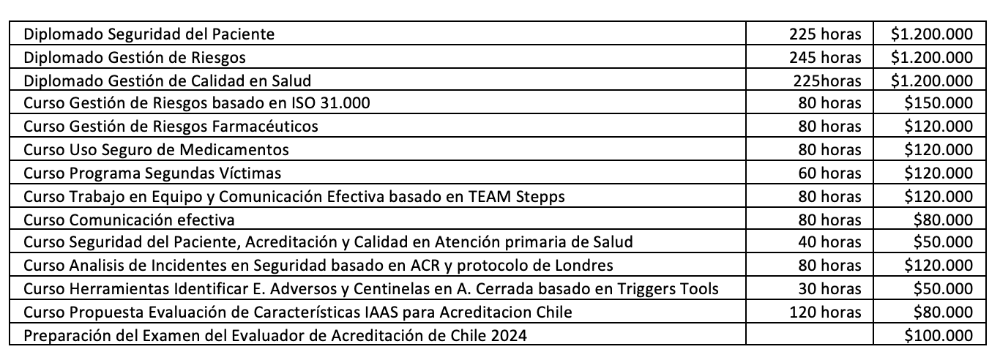 Diplomado Seguridad del Paciente 225 horas $1.200.000
Diplomado Gestión de Riesgos 245 horas $1.200.000
Diplomado Gestión de Calidad en Salud 225horas $1.200.000
Curso Gestión de Riesgos basado en ISO 31.000 80 horas $150.000
Curso Gestión de Riesgos Farmacéuticos 80 horas $120.000
Curso Uso Seguro de Medicamentos 80 horas $120.000
Curso Programa Segundas Víctimas 60 horas $120.000
Curso Trabajo en Equipo y Comunicación Efectiva basado en TEAM Stepps 80 horas $120.000
Curso Comunicación efectiva 80 horas $80.000
Curso Seguridad del Paciente, Acreditación y Calidad en Atención primaria de Salud 40 horas $50.000
Curso Analisis de Incidentes en Seguridad basado en ACR y protocolo de Londres 80 horas $120.000
Curso Herramientas Identificar E. Adversos y Centinelas en A. Cerrada basado en Triggers Tools 30 horas $50.000
Curso Propuesta Evaluación de Características IAAS para Acreditacion Chile 120 horas $80.000
Preparación del Examen del Evaluador de Acreditación de Chile 2024 $100.000